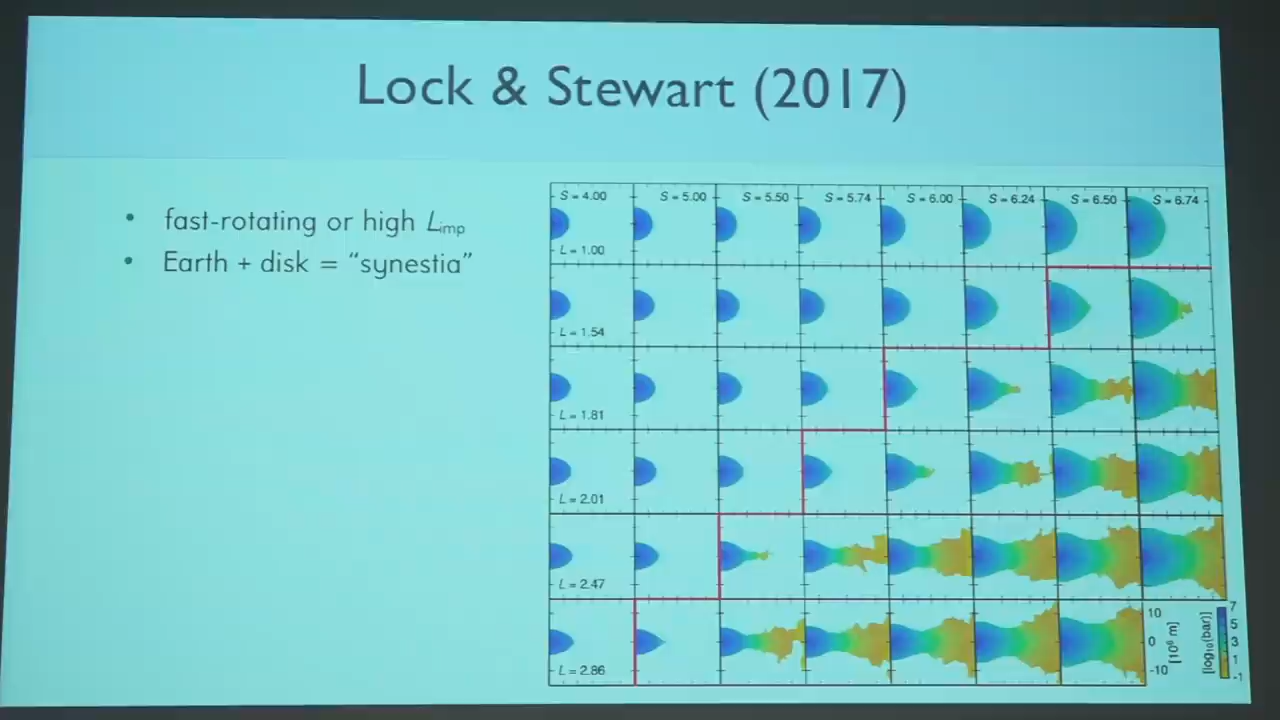 Lock & Stewart (2017)
• fast-rotating or high Limp
• Earth + disk = “synestia”
S = 4.00 S = 5.00 S = 5.50 S = 5.74 S = 6.00 S = 6.24 S = 6.50 S = 6.74
L = 1.00
L = 1.54
L = 1.81
L = 2.01
L = 2.47
L = 2.86
10
0
-10
[10⁶ m]
[log₁₀(bar)]
7
5
3
1
-1